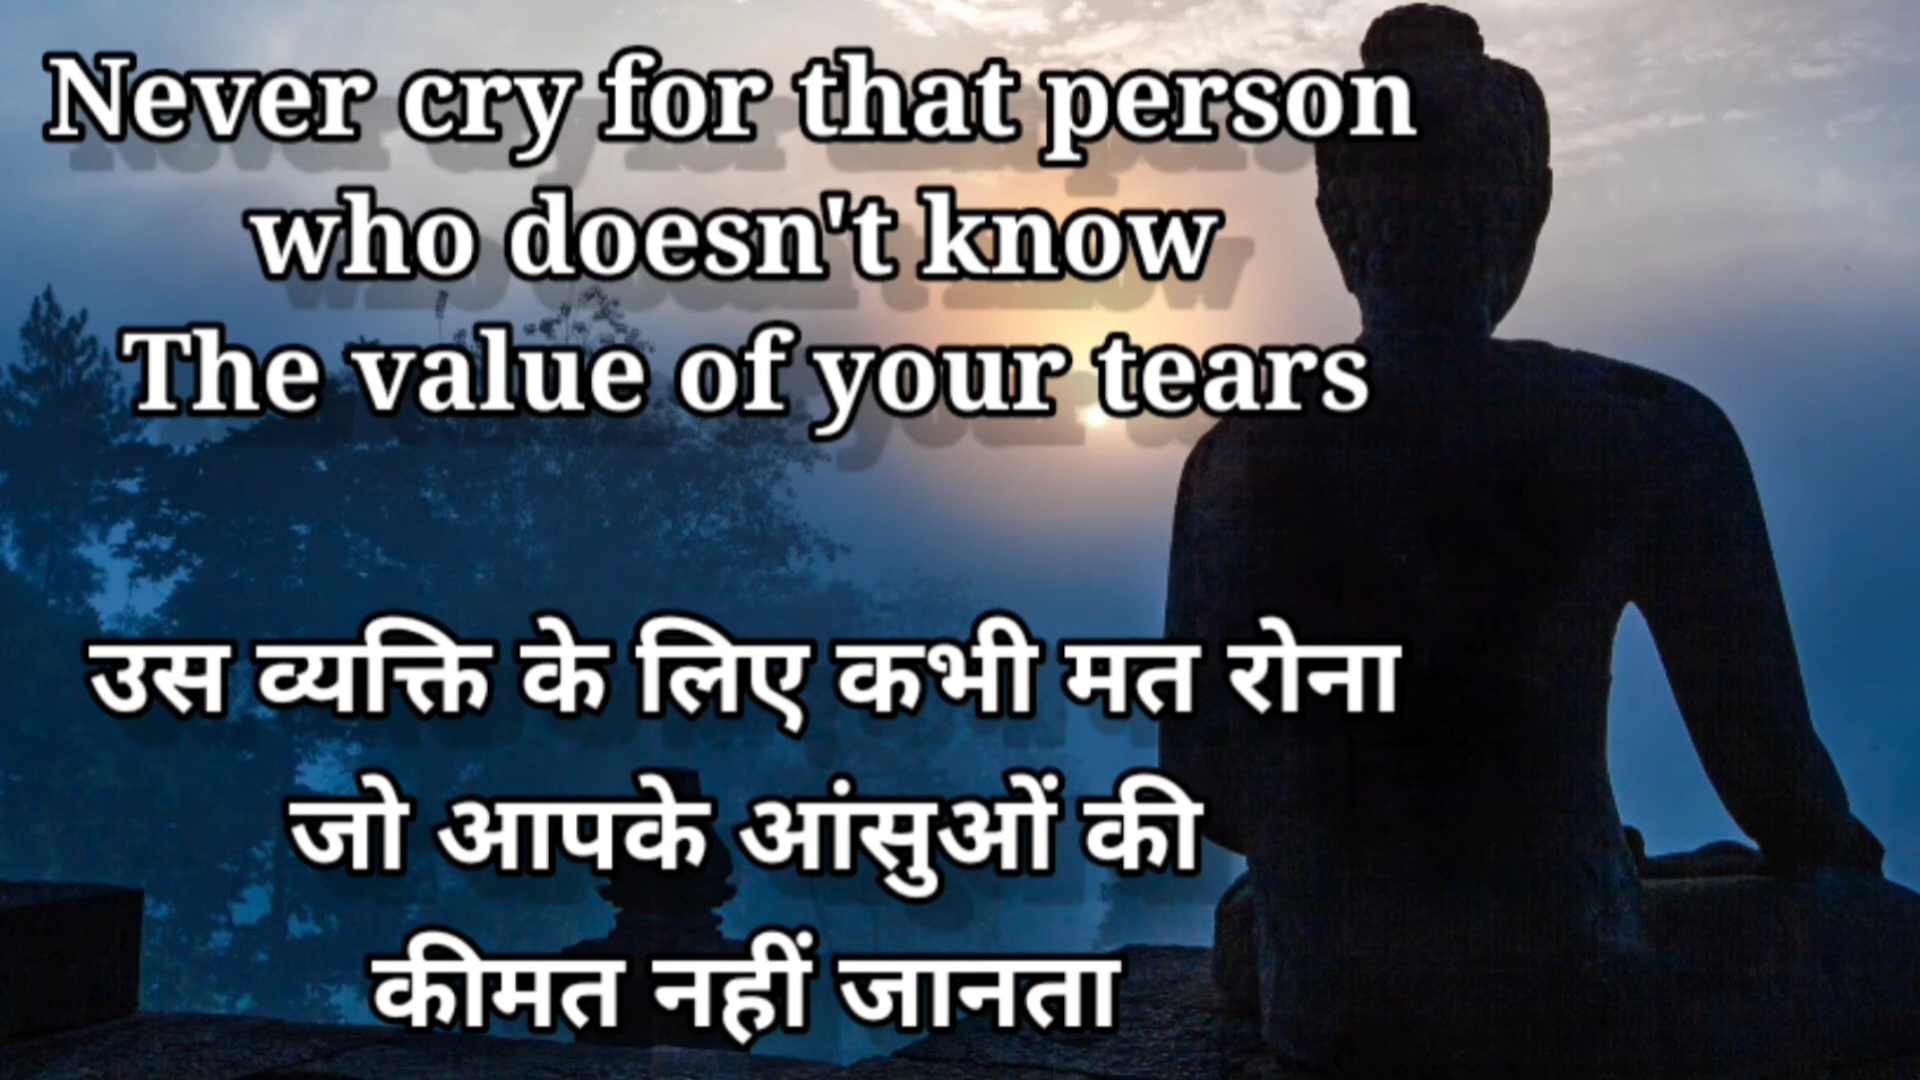 Never cry for that person
who doesn't know
The value of your tears
उस व्यक्ति के लिए कभी मत रोना
जो आपके आंसुओं की
कीमत नहीं जानता